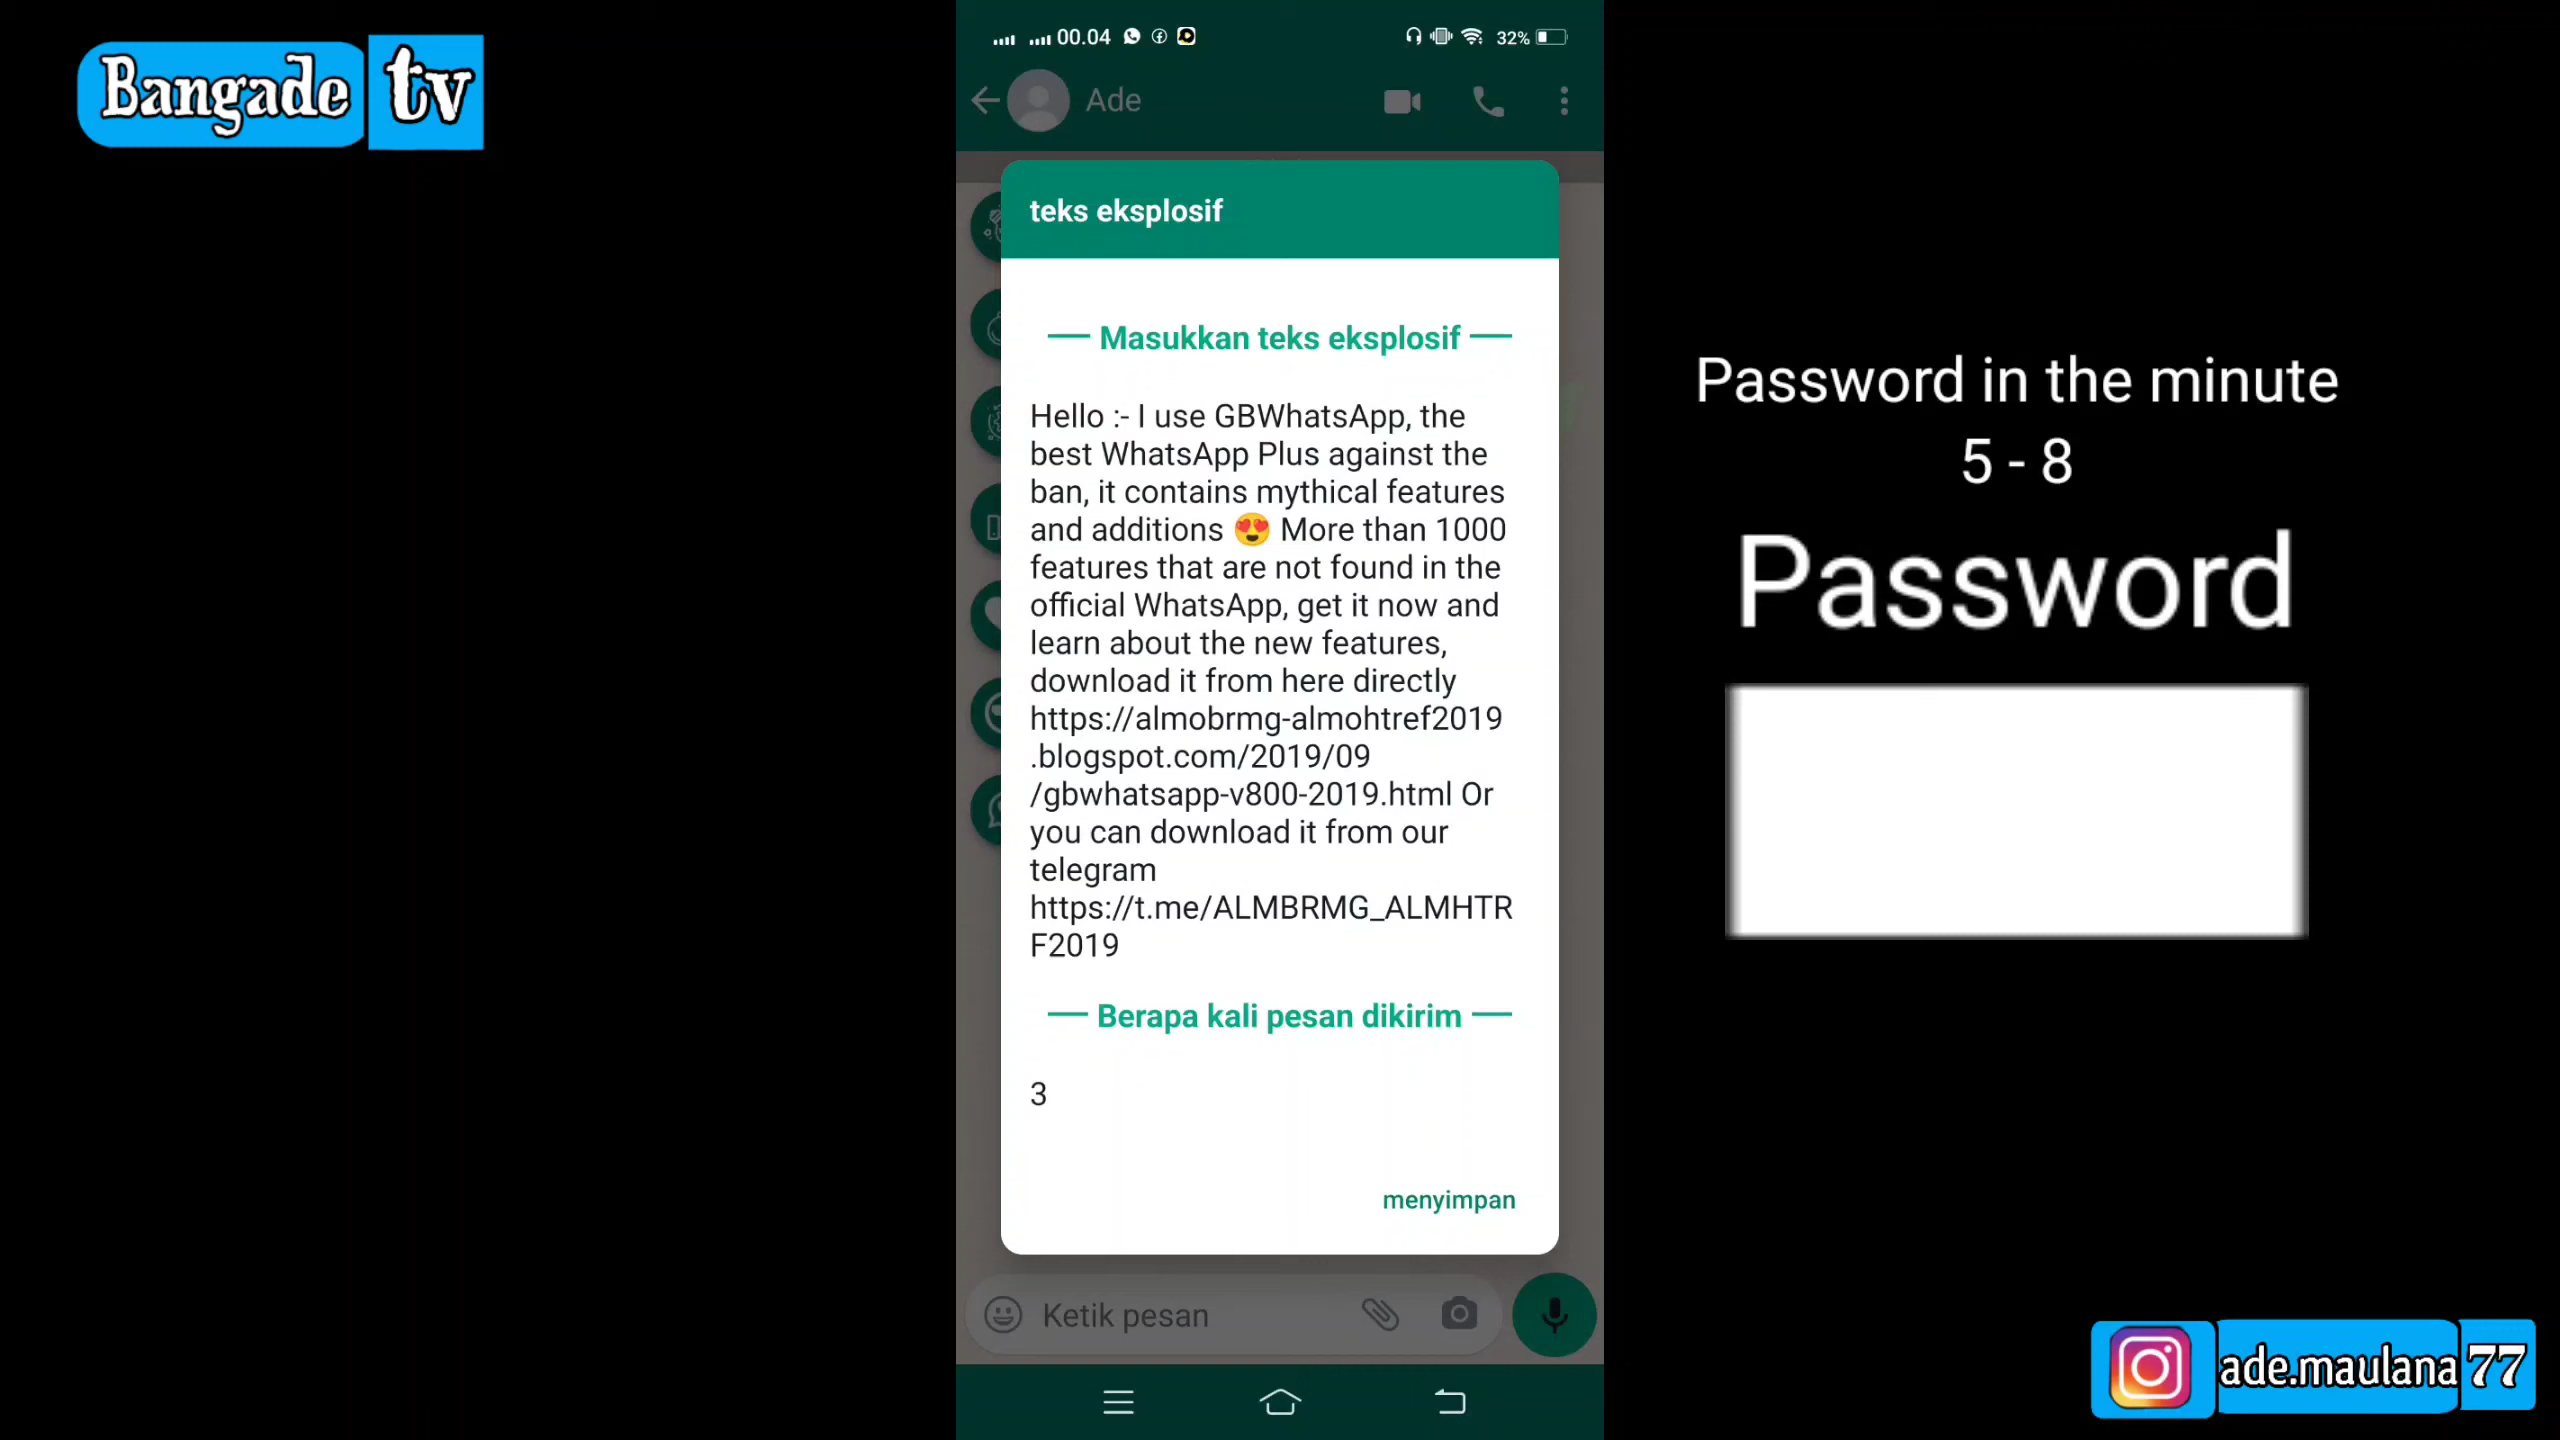 Bangade tv
00.04
32%
Ade
teks eksplosif
Masukkan teks eksplosif
Hello :- I use GBWhatsApp, the
best WhatsApp Plus against the
ban, it contains mythical features
and additions 😍 More than 1000
features that are not found in the
official WhatsApp, get it now and
learn about the new features,
download it from here directly
https://almobrmg-almohtref2019
.blogspot.com/2019/09
/gbwhatsapp-v800-2019.html Or
you can download it from our
telegram
https://t.me/ALMBRMG_ALMHTR
F2019
Berapa kali pesan dikirim
3
menyimpan
Ketik pesan
Password in the minute
5 - 8
Password
ade.maulana77